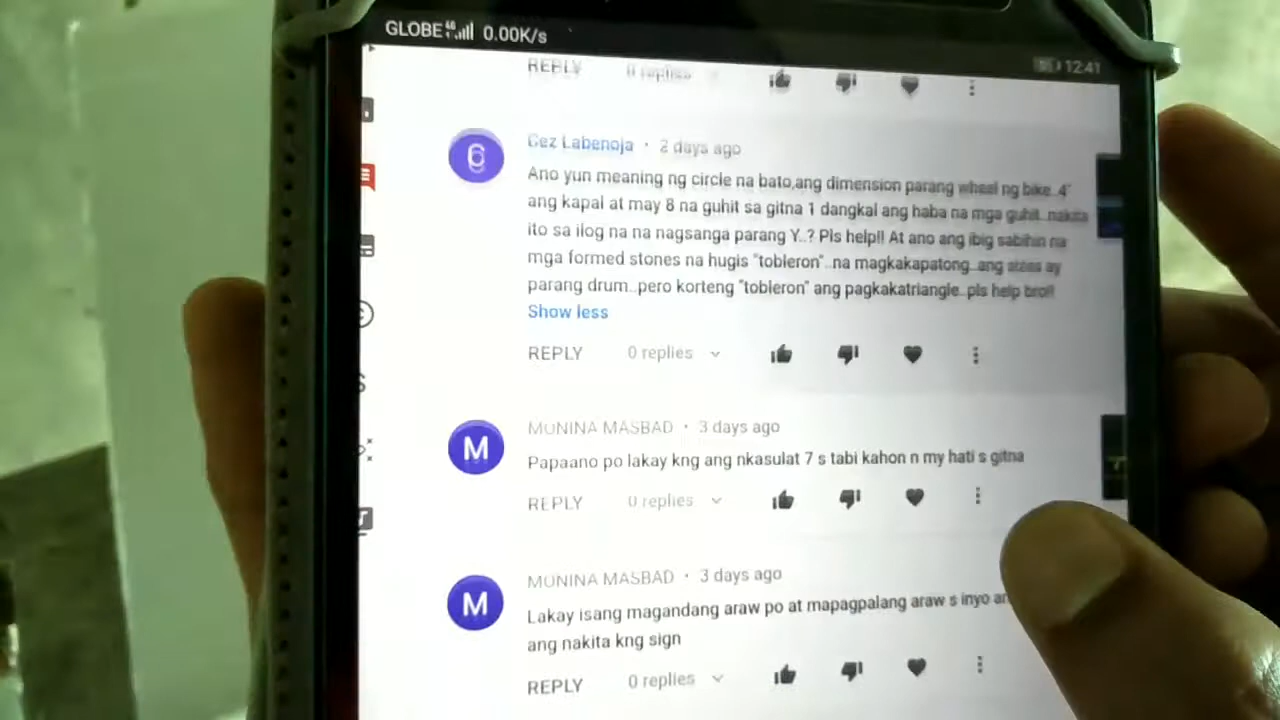 GLOBE 4G 0.00K/s
12:41
REPLY 0 replies
Cez Labenoja · 2 days ago
Ano yun meaning ng circle na bato,ang dimension parang wheel ng bike..4"
ang kapal at may 8 na guhit sa gitna 1 dangkal ang haba na mga guhit..nakita
ito sa ilog na na nagsanga parang Y..? Pls help!! At ano ang ibig sabihin na
mga formed stones na hugis "tobleron"..na magkakapatong..ang sizes ay
parang drum..pero korteng "tobleron" ang pagkakatriangle..pls help bro!!
Show less
REPLY 0 replies
M
MUNINA MASBAD · 3 days ago
Papaano po lakay kng ang nkasulat 7 s tabi kahon n my hati s gitna
REPLY 0 replies
M
MUNINA MASBAD · 3 days ago
Lakay isang magandang araw po at mapagpalang araw s inyo
ang nakita kng sign
REPLY 0 replies